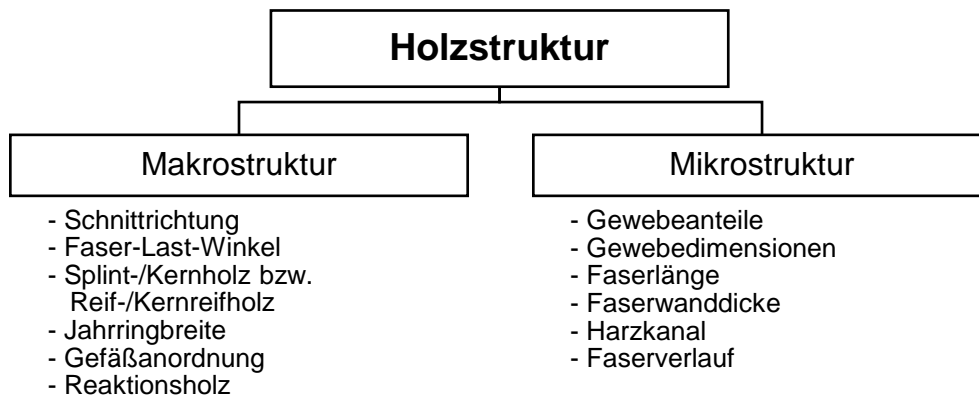 Holzstruktur
Makrostruktur
- Schnittrichtung
- Faser-Last-Winkel
- Splint-/Kernholz bzw.
Reif-/Kernreifholz
- Jahrringbreite
- Gefäßanordnung
- Reaktionsholz
Mikrostruktur
- Gewebeanteile
- Gewebedimensionen
- Faserlänge
- Faserwanddicke
- Harzkanal
- Faserverlauf